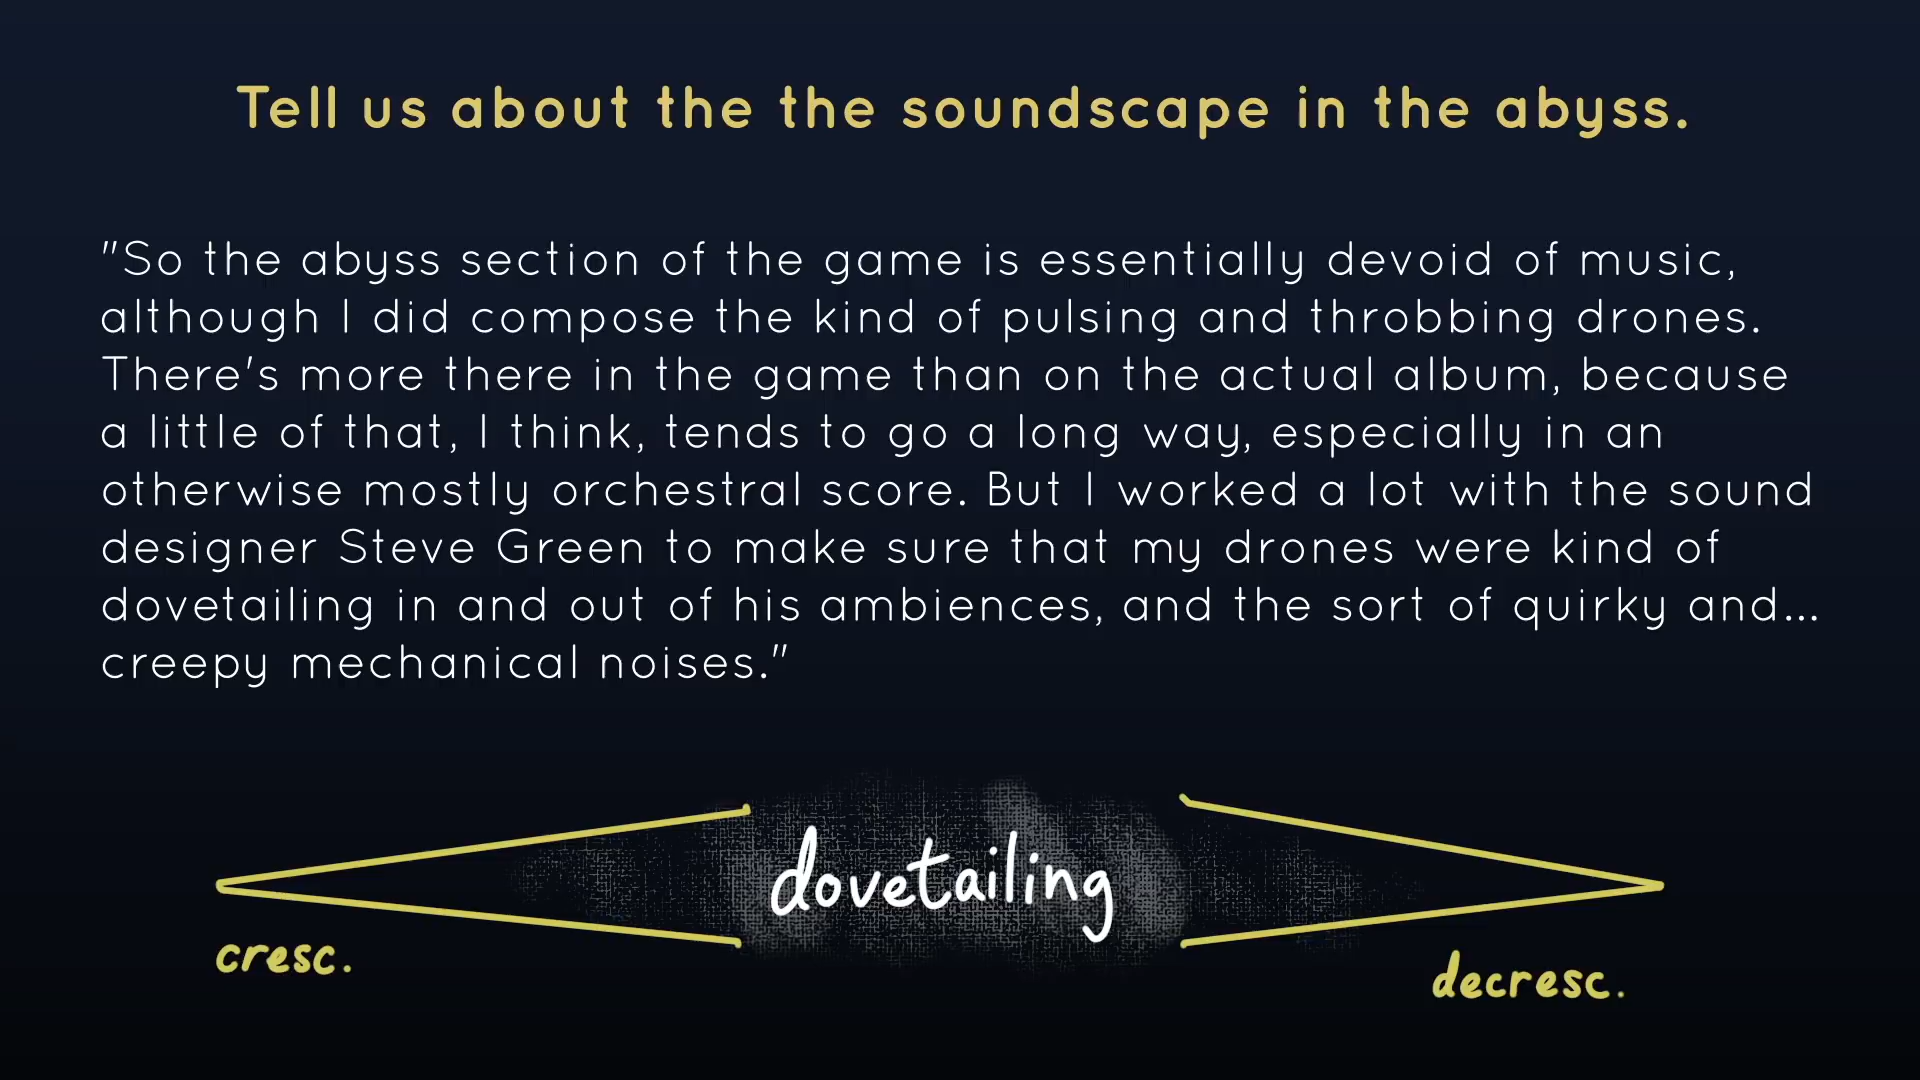 Tell us about the the soundscape in the abyss.
"So the abyss section of the game is essentially devoid of music,
although I did compose the kind of pulsing and throbbing drones.
There's more there in the game than on the actual album, because
a little of that, I think, tends to go a long way, especially in an
otherwise mostly orchestral score. But I worked a lot with the sound
designer Steve Green to make sure that my drones were kind of
dovetailing in and out of his ambiences, and the sort of quirky and...
creepy mechanical noises."
dovetailing
cresc.
decresc.